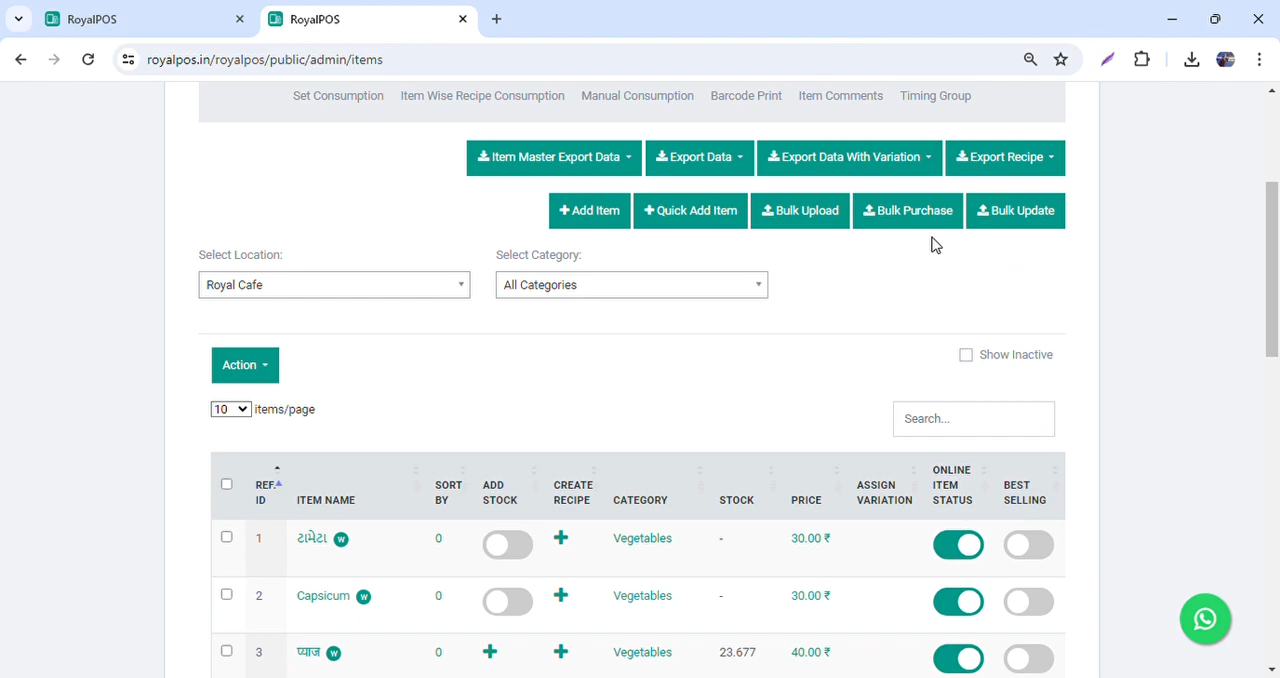 RoyalPOS
RoyalPOS
royalpos.in/royalpos/public/admin/items
Set Consumption Item Wise Recipe Consumption Manual Consumption Barcode Print Item Comments Timing Group
Item Master Export Data Export Data Export Data With Variation Export Recipe
Add Item Quick Add Item Bulk Upload Bulk Purchase Bulk Update
Select Location: Select Category:
Royal Cafe All Categories
Action Show Inactive
10 items/page
Search...
REF. ID ITEM NAME SORT BY ADD STOCK CREATE RECIPE CATEGORY STOCK PRICE ASSIGN VARIATION ONLINE ITEM STATUS BEST SELLING
1 ટામેટા W 0 Vegetables - 30.00 ₹
2 Capsicum W 0 Vegetables - 30.00 ₹
3 प्याज W 0 Vegetables 23.677 40.00 ₹